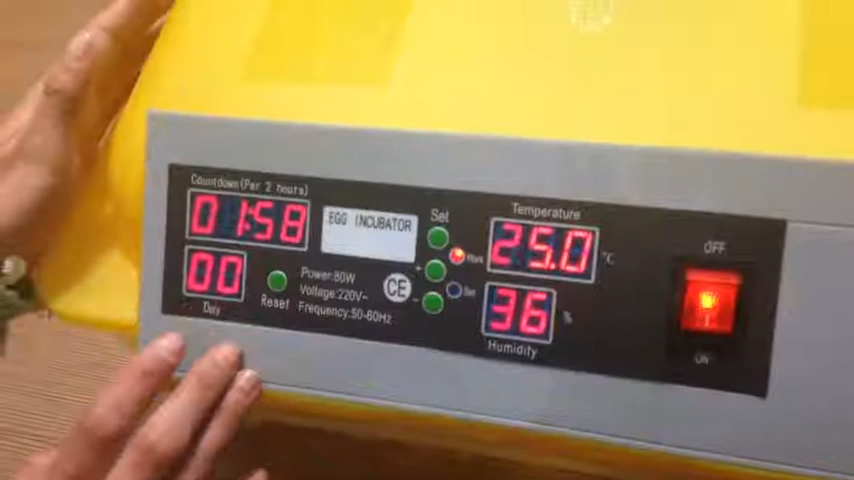 Countdown(Per 2 hours)
01:58
EGG INCUBATOR
Set
Temperature
25.0 ℃
OFF
Work
+
00
Day
Reset
Power:80W
Voltage:220V~
Frequency:50-60Hz
CE
-
Set
36 %
Humidity
ON